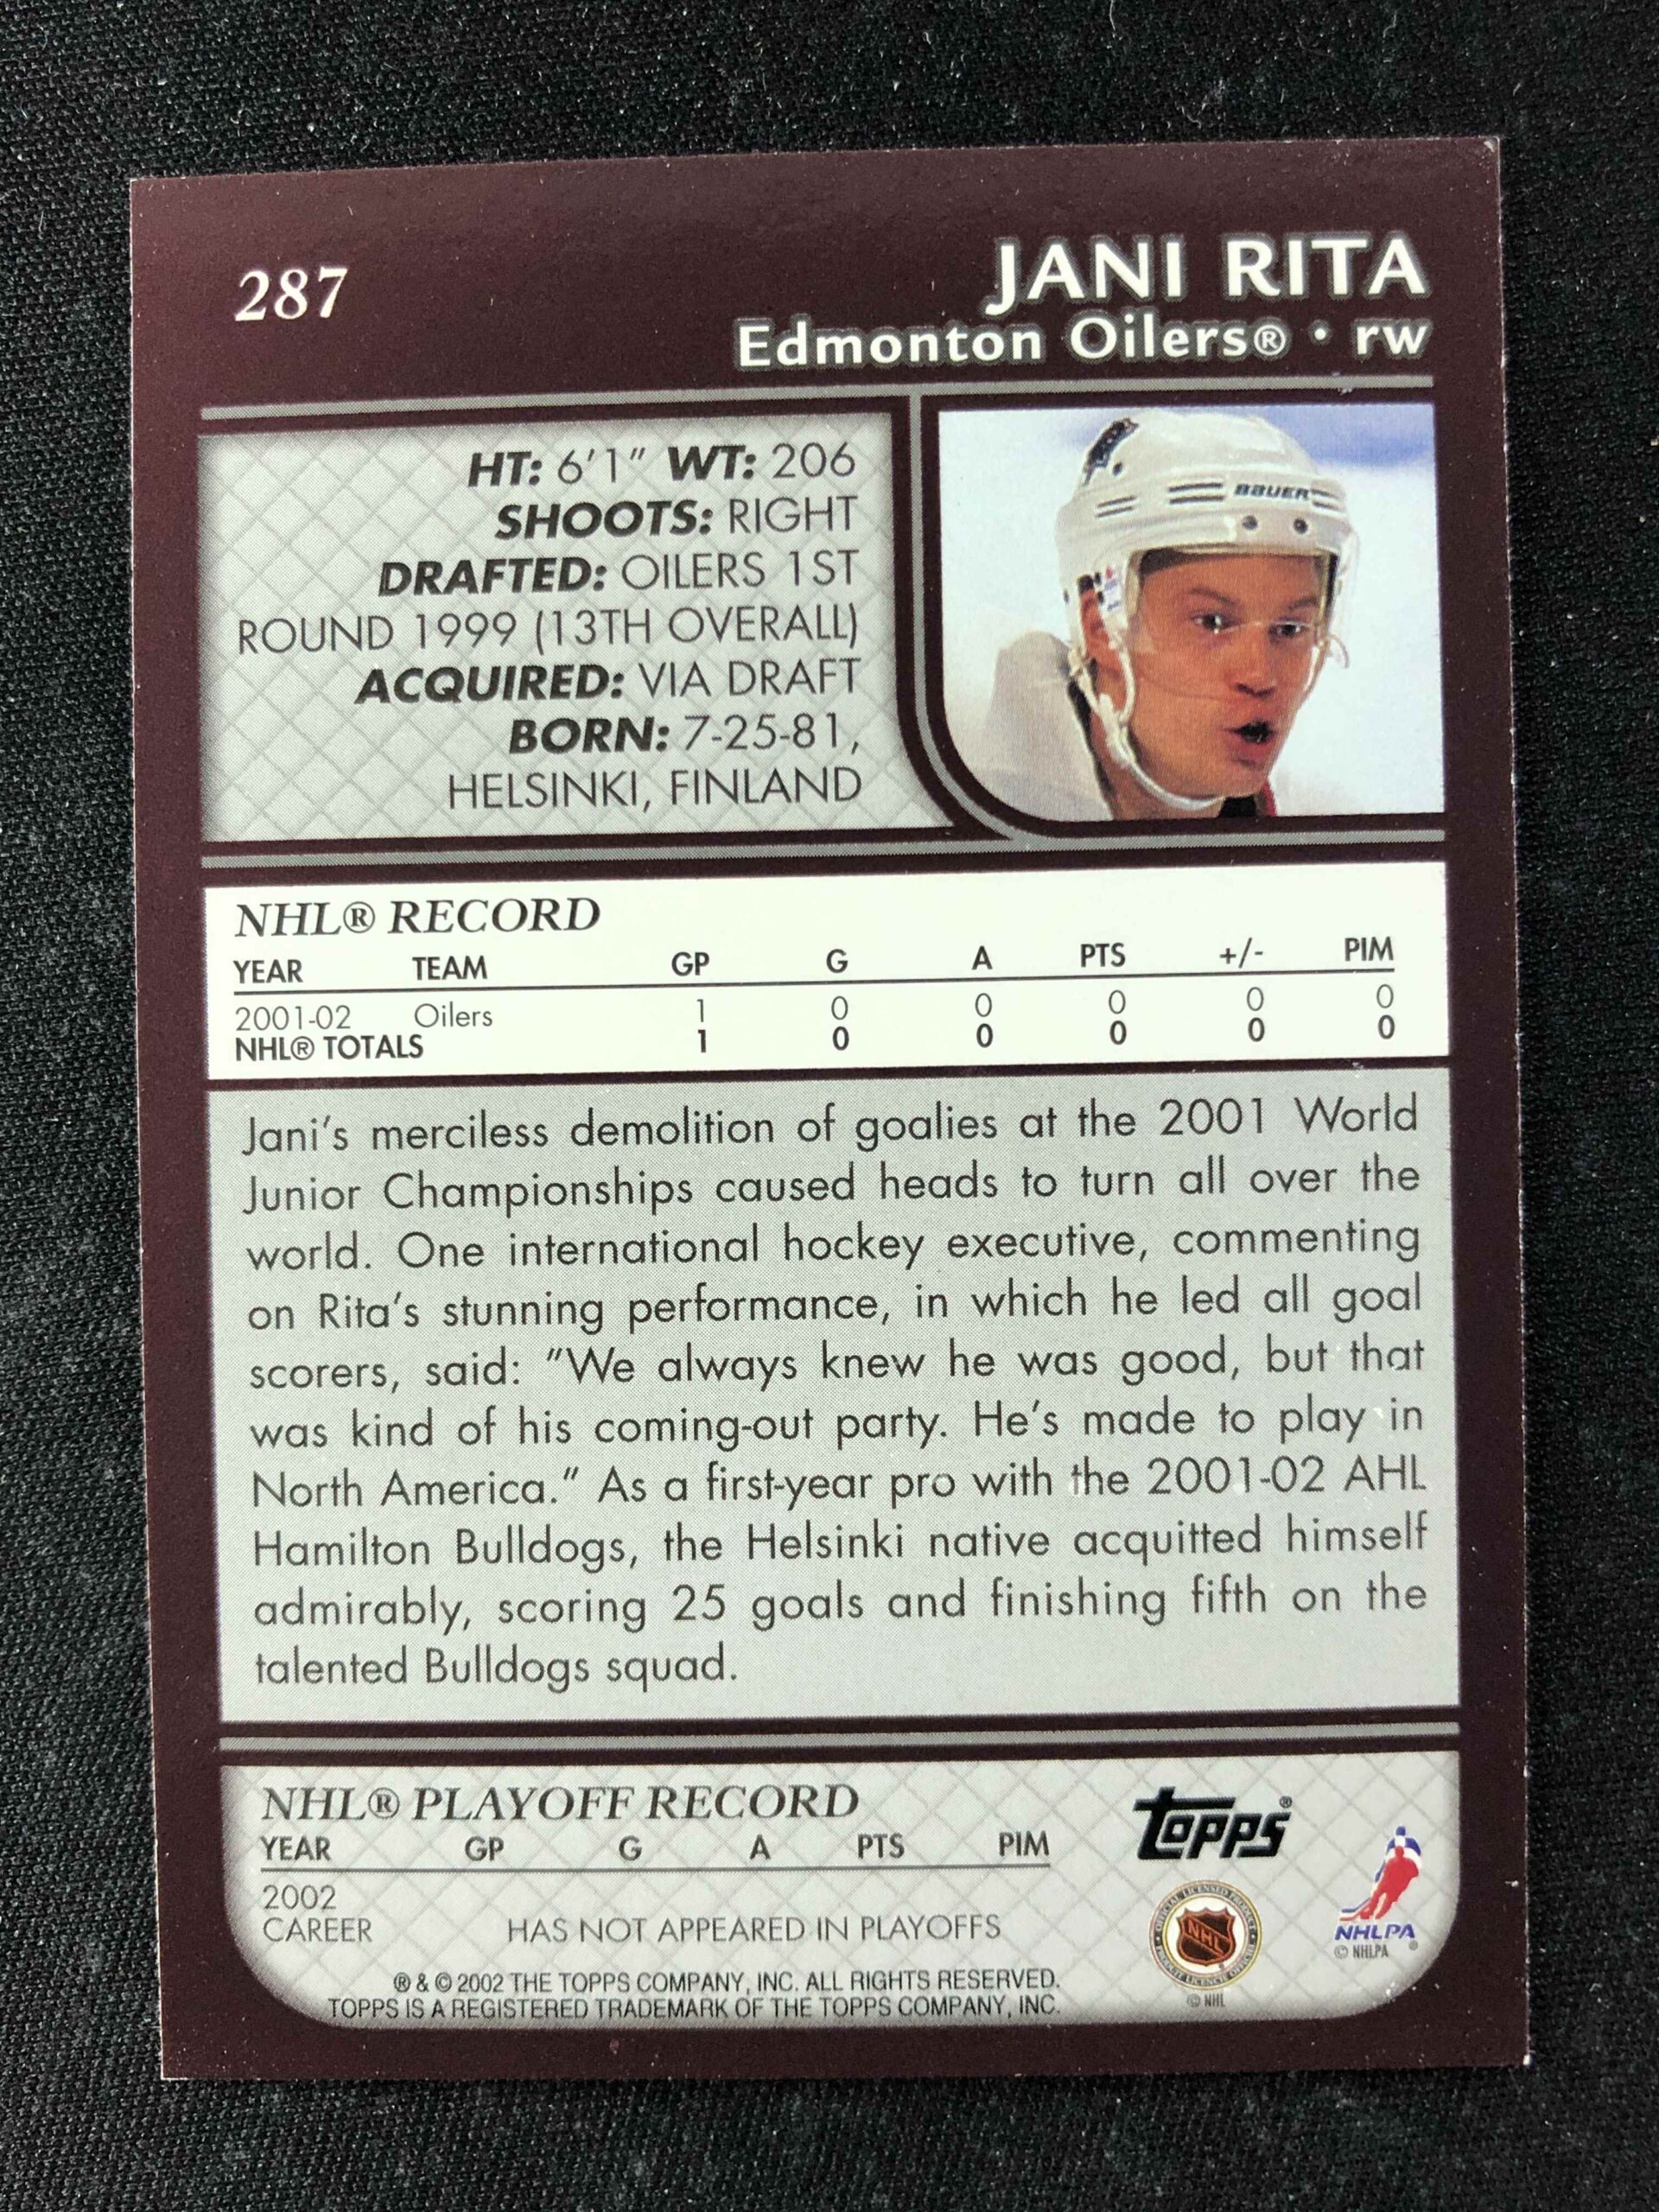 287
JANI RITA
Edmonton Oilers® • rw
HT: 6'1" WT: 206
SHOOTS: RIGHT
DRAFTED: OILERS 1ST
ROUND 1999 (13TH OVERALL)
ACQUIRED: VIA DRAFT
BORN: 7-25-81,
HELSINKI, FINLAND
BAUER
NHL® RECORD
YEAR TEAM GP G A PTS +/- PIM
2001-02 Oilers 1 0 0 0 0 0
NHL® TOTALS 1 0 0 0 0 0
Jani's merciless demolition of goalies at the 2001 World
Junior Championships caused heads to turn all over the
world. One international hockey executive, commenting
on Rita's stunning performance, in which he led all goal
scorers, said: "We always knew he was good, but that
was kind of his coming-out party. He's made to play in
North America." As a first-year pro with the 2001-02 AHL
Hamilton Bulldogs, the Helsinki native acquitted himself
admirably, scoring 25 goals and finishing fifth on the
talented Bulldogs squad.
NHL® PLAYOFF RECORD
YEAR GP G A PTS PIM
2002
CAREER HAS NOT APPEARED IN PLAYOFFS
® & © 2002 THE TOPPS COMPANY, INC. ALL RIGHTS RESERVED.
TOPPS IS A REGISTERED TRADEMARK OF THE TOPPS COMPANY, INC.
TOPPS®
NHL
© NHL
NHLPA ®
© NHLPA